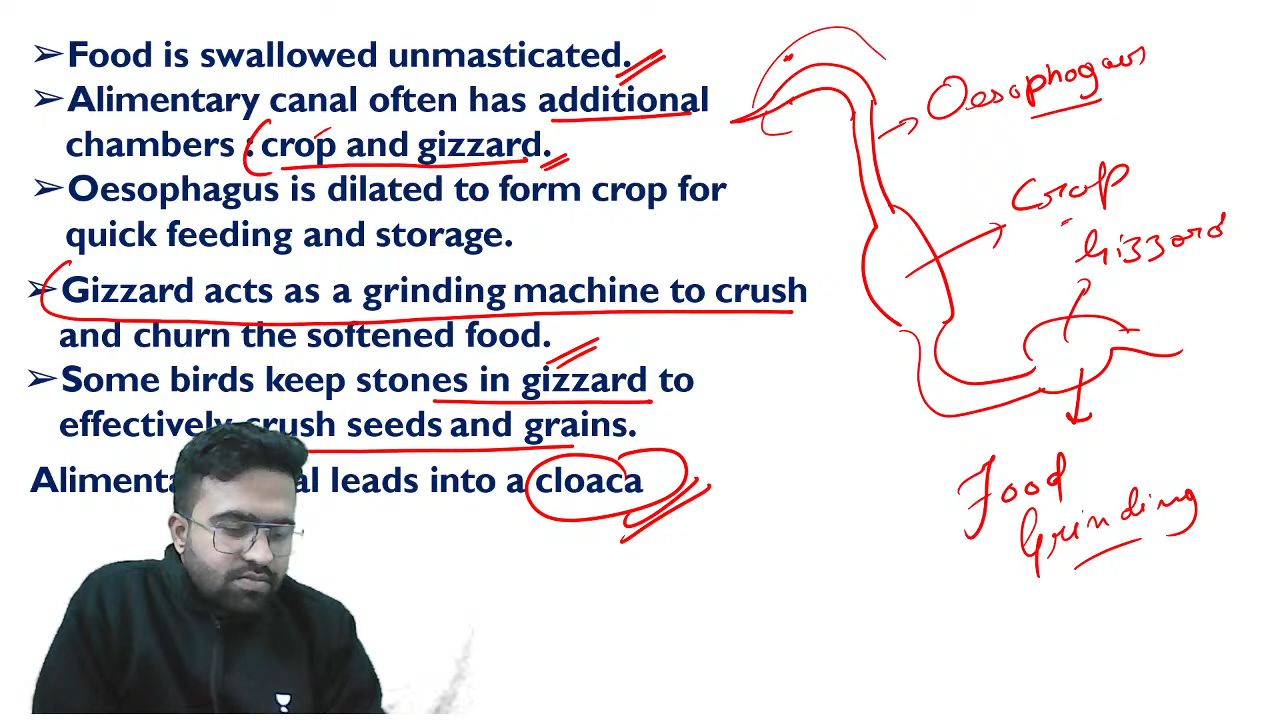 ➢Food is swallowed unmasticated.
➢Alimentary canal often has additional
chambers : crop and gizzard.
➢Oesophagus is dilated to form crop for
quick feeding and storage.
➢Gizzard acts as a grinding machine to crush
and churn the softened food.
➢Some birds keep stones in gizzard to
effectively crush seeds and grains.
Alimenta al leads into a cloaca
Oesophogaus
Crop
Gizzard
Food
Grinding